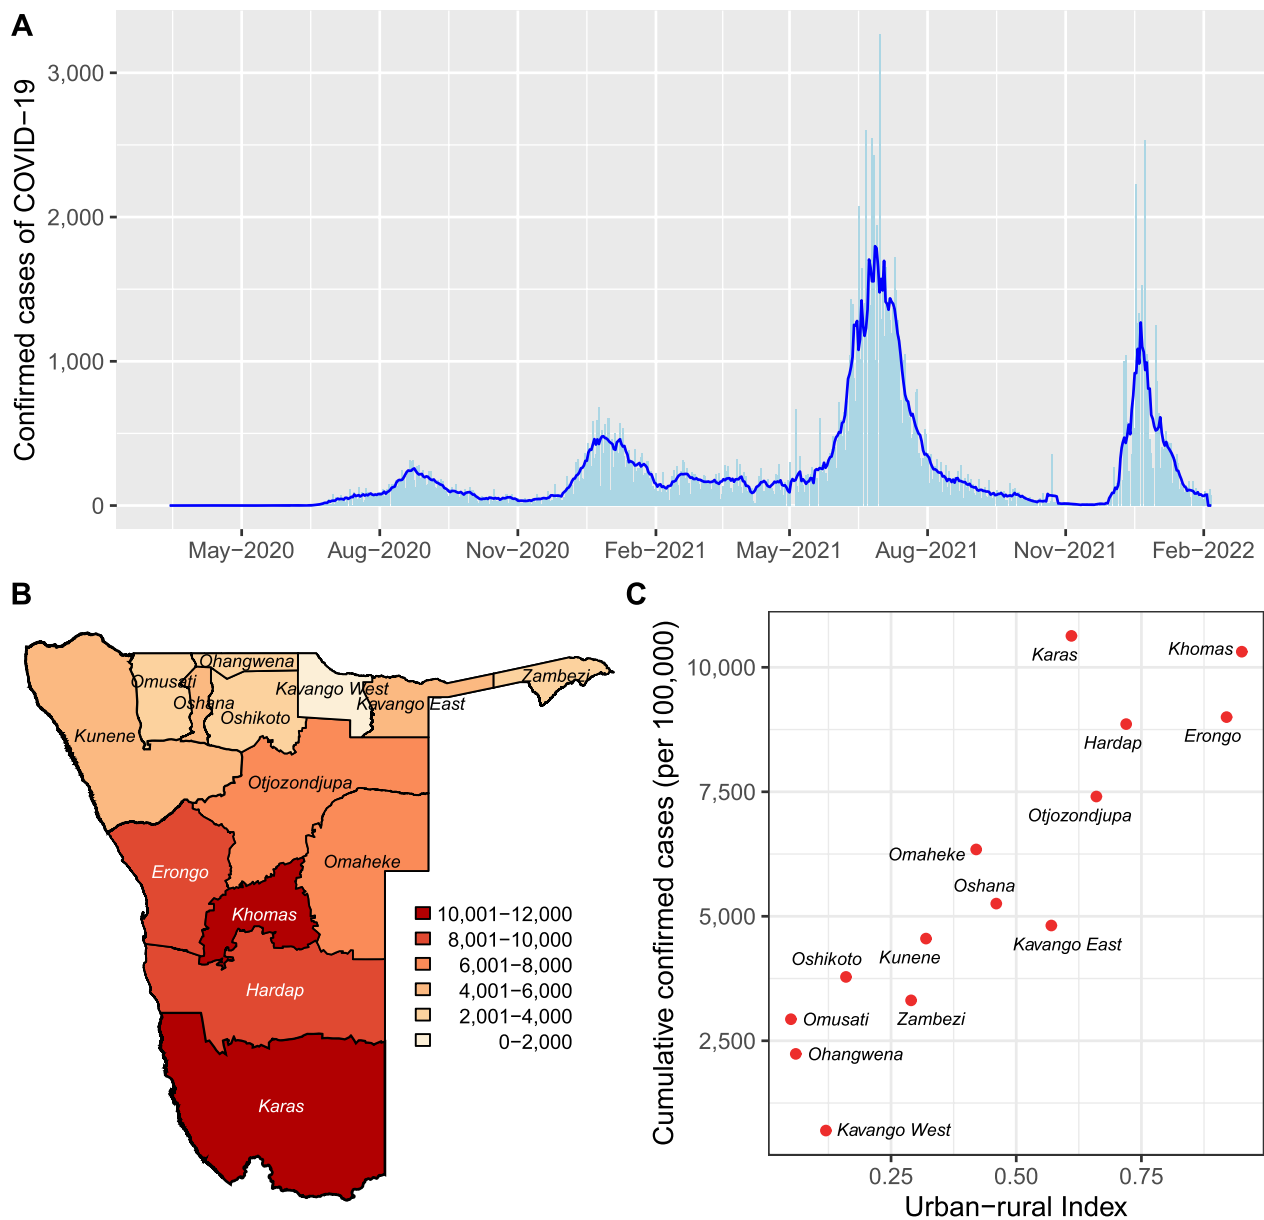 A
Confirmed cases of COVID−19
3,000
2,000
1,000
0
May−2020 Aug−2020 Nov−2020 Feb−2021 May−2021 Aug−2021 Nov−2021 Feb−2022
B
Ohangwena
Omusati
Oshana
Oshikoto
Kavango West
Kavango East
Zambezi
Kunene
Otjozondjupa
Omaheke
Erongo
Khomas
Hardap
Karas
10,001−12,000
8,001−10,000
6,001−8,000
4,001−6,000
2,001−4,000
0−2,000
C
Cumulative confirmed cases (per 100,000)
10,000
7,500
5,000
2,500
Karas
Khomas
Hardap
Erongo
Otjozondjupa
Omaheke
Oshana
Kavango East
Oshikoto
Kunene
Omusati
Zambezi
Ohangwena
Kavango West
0.25 0.50 0.75
Urban−rural Index